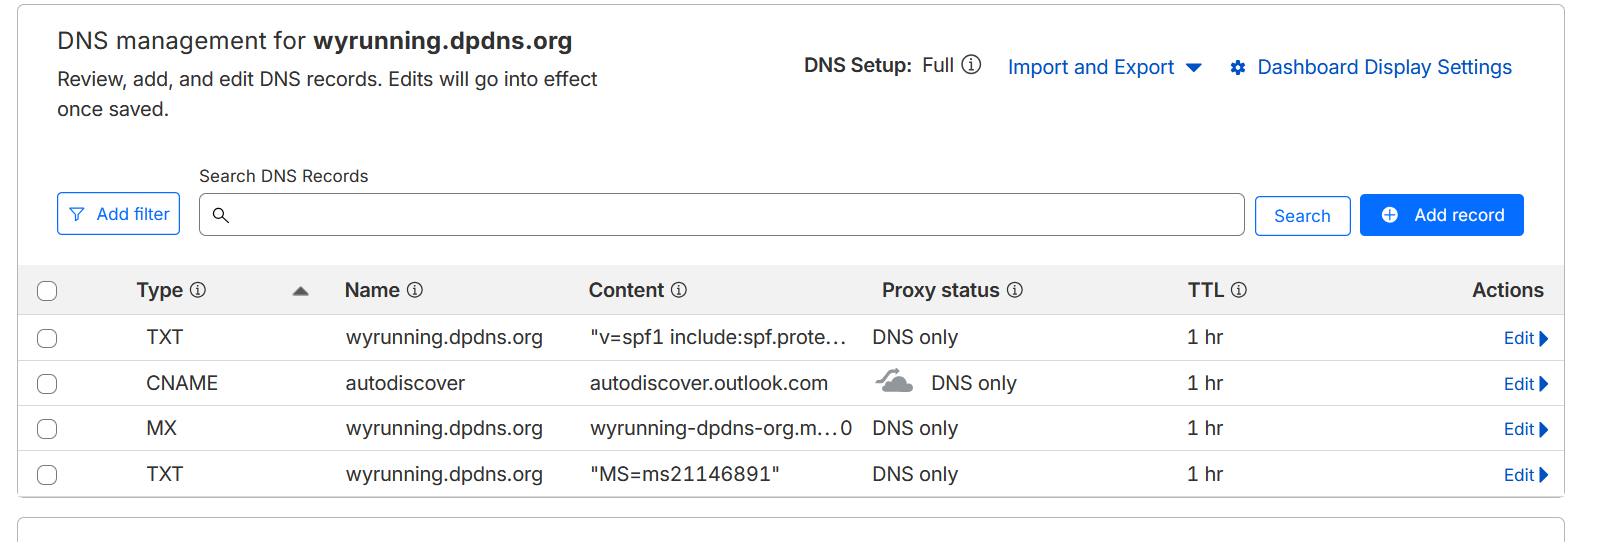 DNS management for wyrunning.dpdns.org
Review, add, and edit DNS records. Edits will go into effect
once saved.
DNS Setup: Full
Import and Export
Dashboard Display Settings
Search DNS Records
Add filter
Search
Add record
Type Name Content Proxy status TTL Actions
TXT wyrunning.dpdns.org "v=spf1 include:spf.prote... DNS only 1 hr Edit
CNAME autodiscover autodiscover.outlook.com DNS only 1 hr Edit
MX wyrunning.dpdns.org wyrunning-dpdns-org.m...0 DNS only 1 hr Edit
TXT wyrunning.dpdns.org "MS=ms21146891" DNS only 1 hr Edit